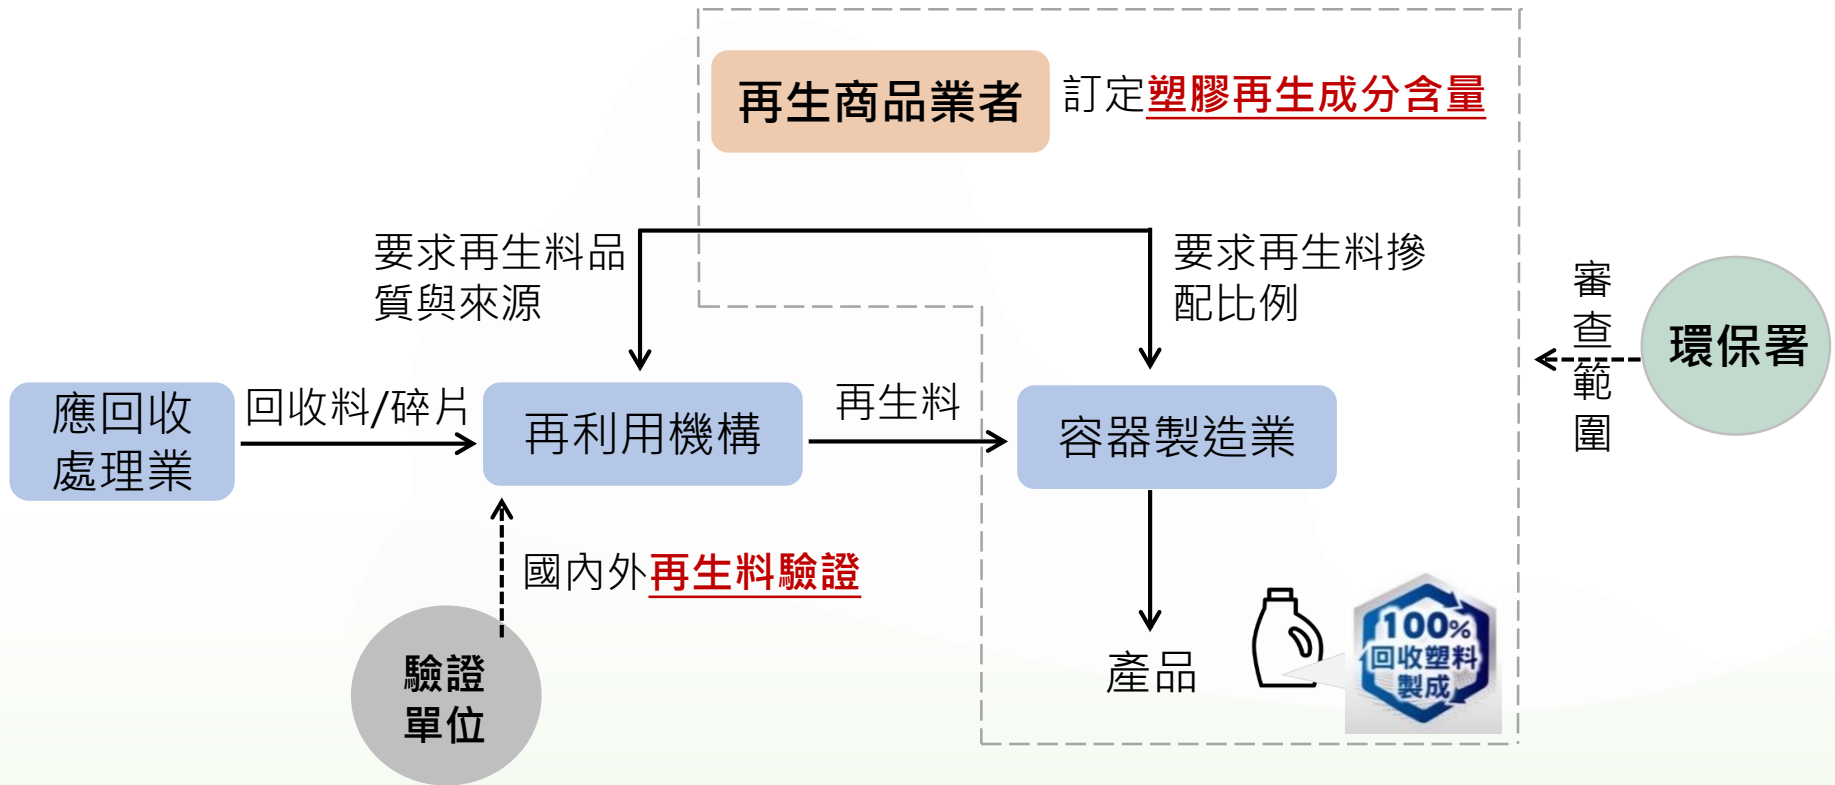 再生商品業者
訂定塑膠再生成分含量
要求再生料品
質與來源
要求再生料摻
配比例
審
查
範
圍
環保署
應回收
處理業
回收料/碎片
再利用機構
再生料
容器製造業
國內外再生料驗證
驗證
單位
產品
100%
回收塑料
製成